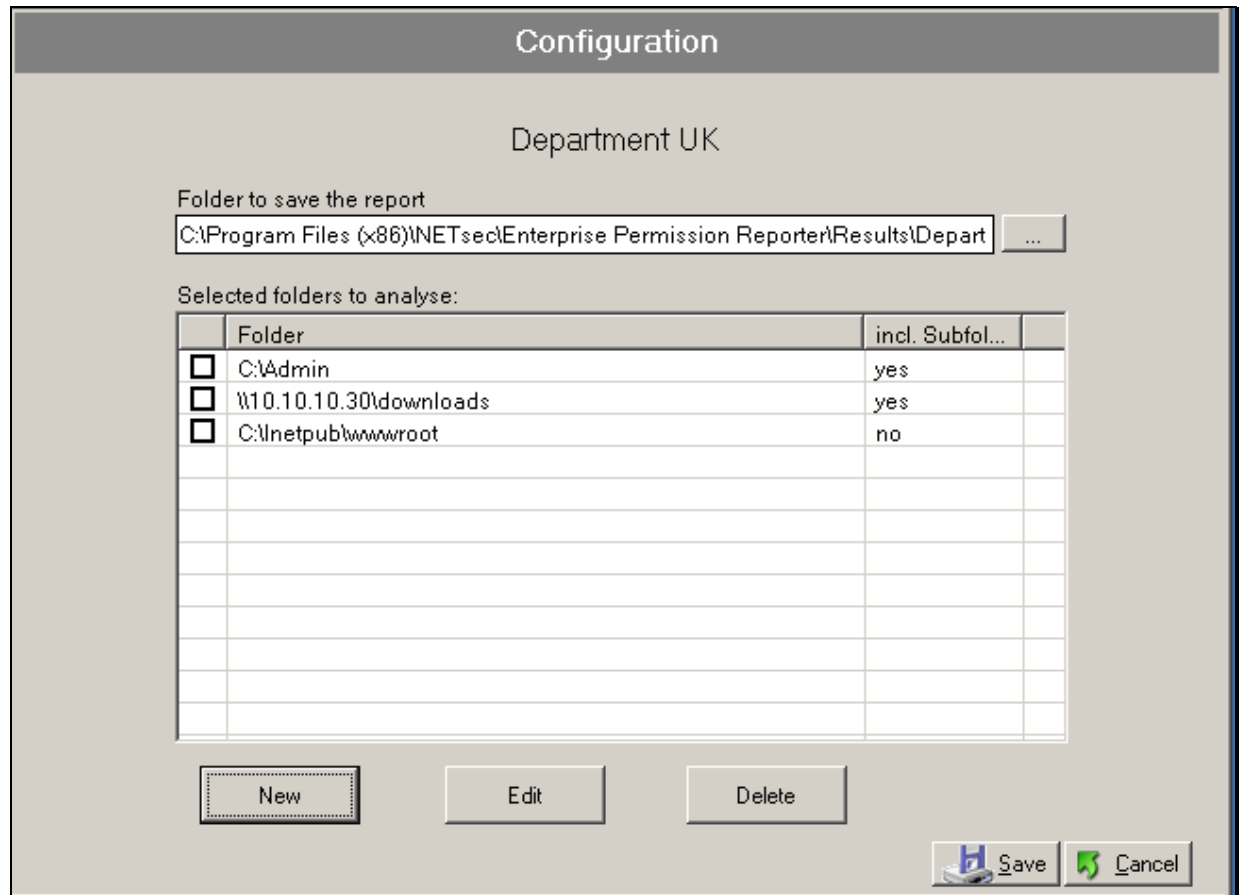 Configuration
Department UK
Folder to save the report
C:\Program Files (x86)\NETsec\Enterprise Permission Reporter\Results\Depart ...
Selected folders to analyse:
Folder incl. Subfol...
C:\Admin yes
\\10.10.10.30\downloads yes
C:\Inetpub\wwwroot no
New Edit Delete
Save Cancel